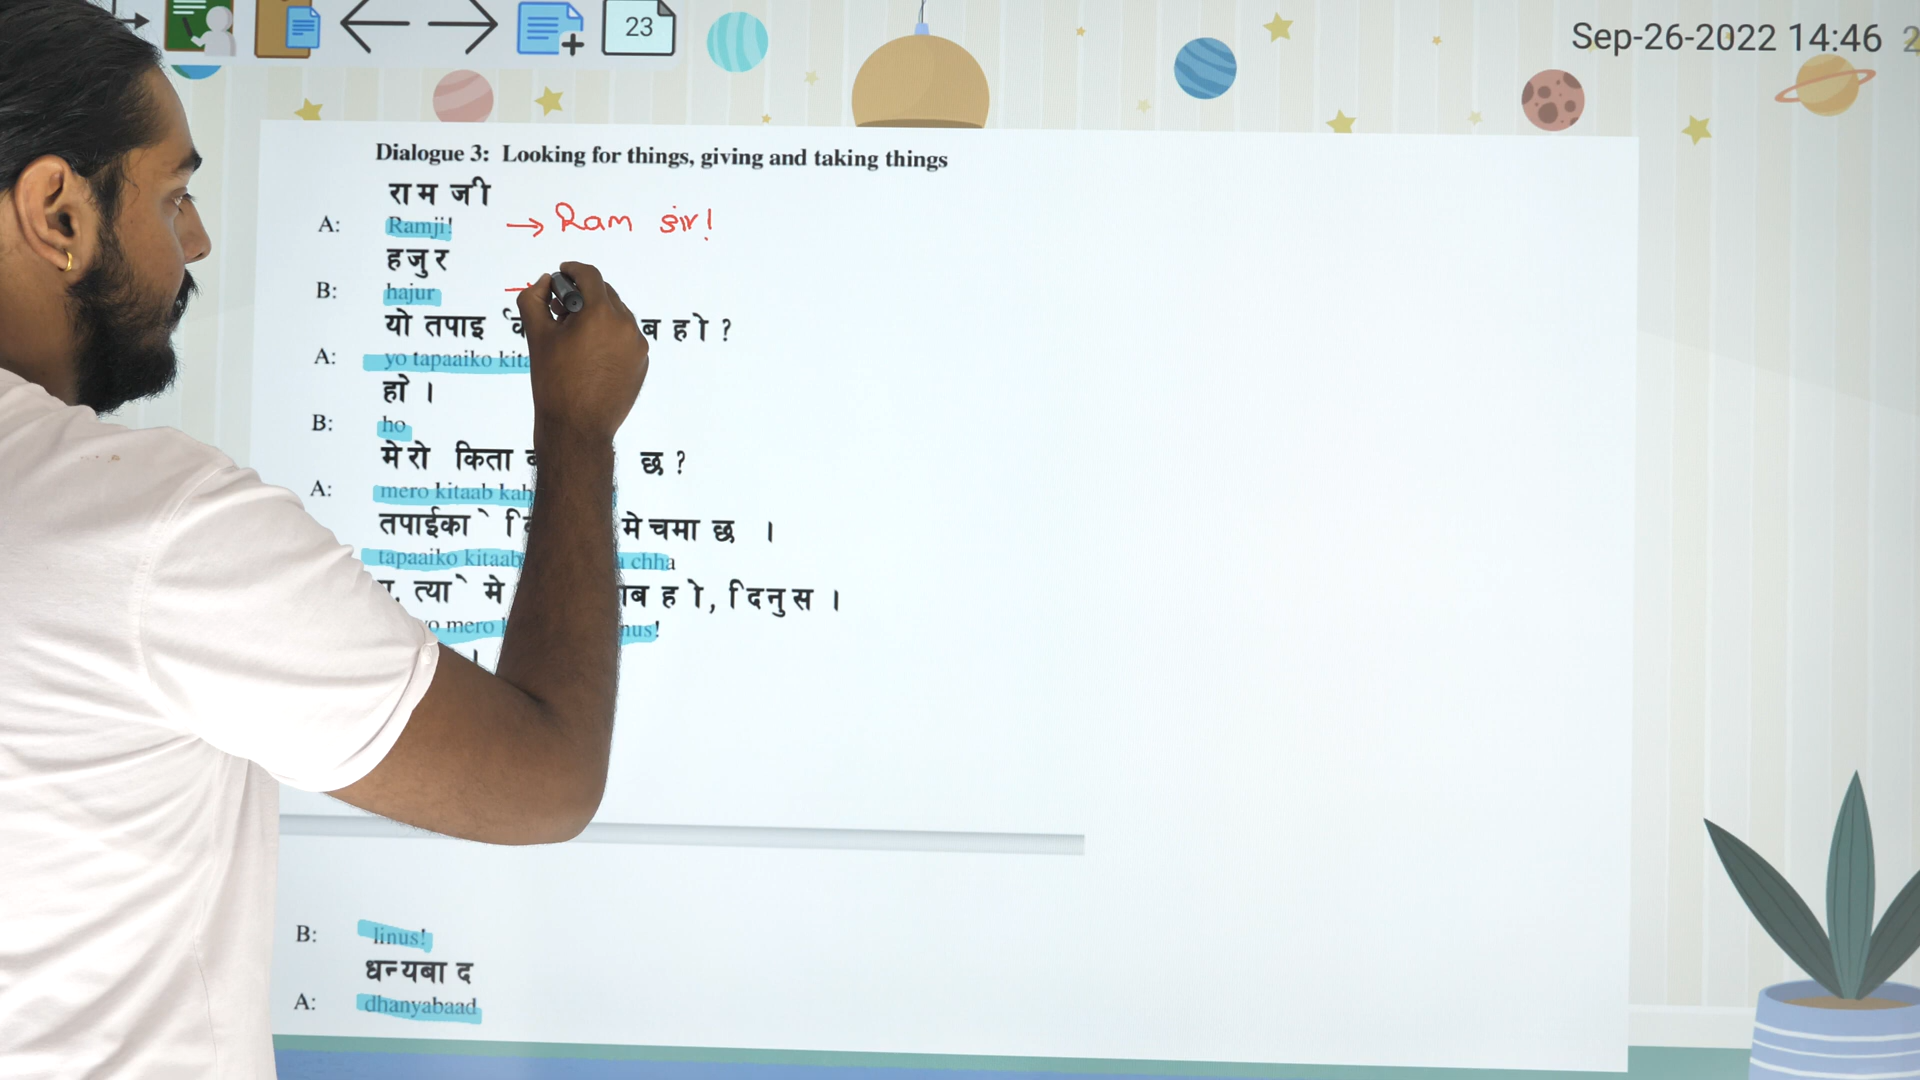 23
Sep-26-2022 14:46
Dialogue 3: Looking for things, giving and taking things
राम जी
A: Ramji! → Ram sir!
हजुर
B: hajur
यो तपाइ ब हो ?
A: yo tapaaiko
हो ।
B: ho
मेरो किता छ ?
A: mero kitaab
तपाईको मेचमा छ ।
tapaaiko kitaab chha
त्यो मे हो, दिनुस ।
mero
।
B: linus!
धन्यबाद
A: dhanyabaad